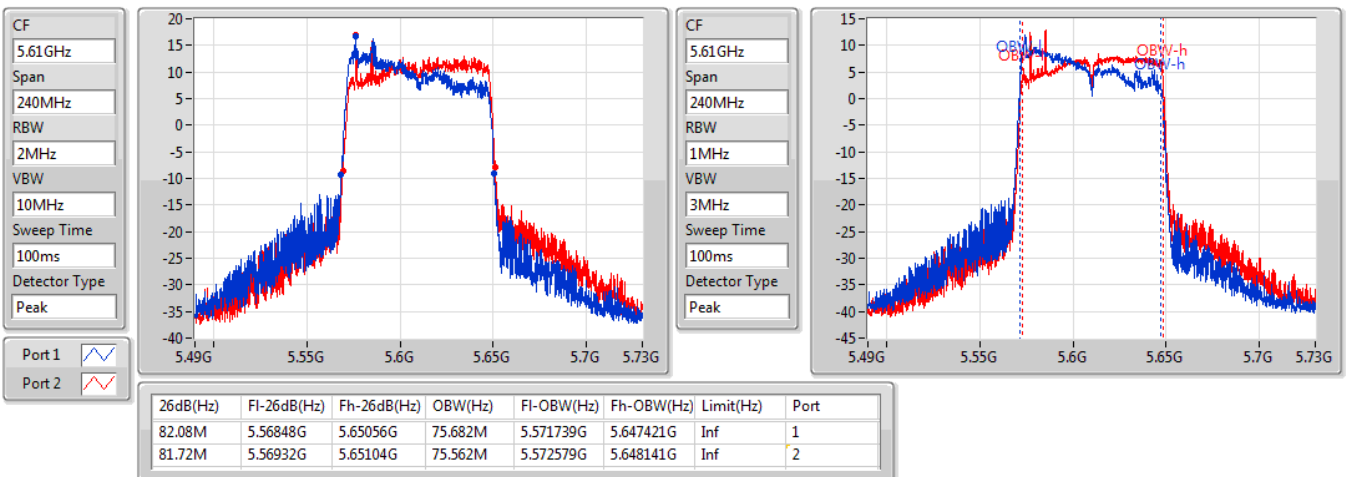 CF
5.61GHz
Span
240MHz
RBW
2MHz
VBW
10MHz
Sweep Time
100ms
Detector Type
Peak
Port 1
Port 2
20
15
10
5
0
-5
-10
-15
-20
-25
-30
-35
-40
5.49G 5.55G 5.6G 5.65G 5.7G 5.73G
CF
5.61GHz
Span
240MHz
RBW
1MHz
VBW
3MHz
Sweep Time
100ms
Detector Type
Peak
15
10
5
0
-5
-10
-15
-20
-25
-30
-35
-40
-45
OBW-h
OBW-h
5.49G 5.55G 5.6G 5.65G 5.7G 5.73G
26dB(Hz) Fl-26dB(Hz) Fh-26dB(Hz) OBW(Hz) Fl-OBW(Hz) Fh-OBW(Hz) Limit(Hz) Port
82.08M 5.56848G 5.65056G 75.682M 5.571739G 5.647421G Inf 1
81.72M 5.56932G 5.65104G 75.562M 5.572579G 5.648141G Inf 2